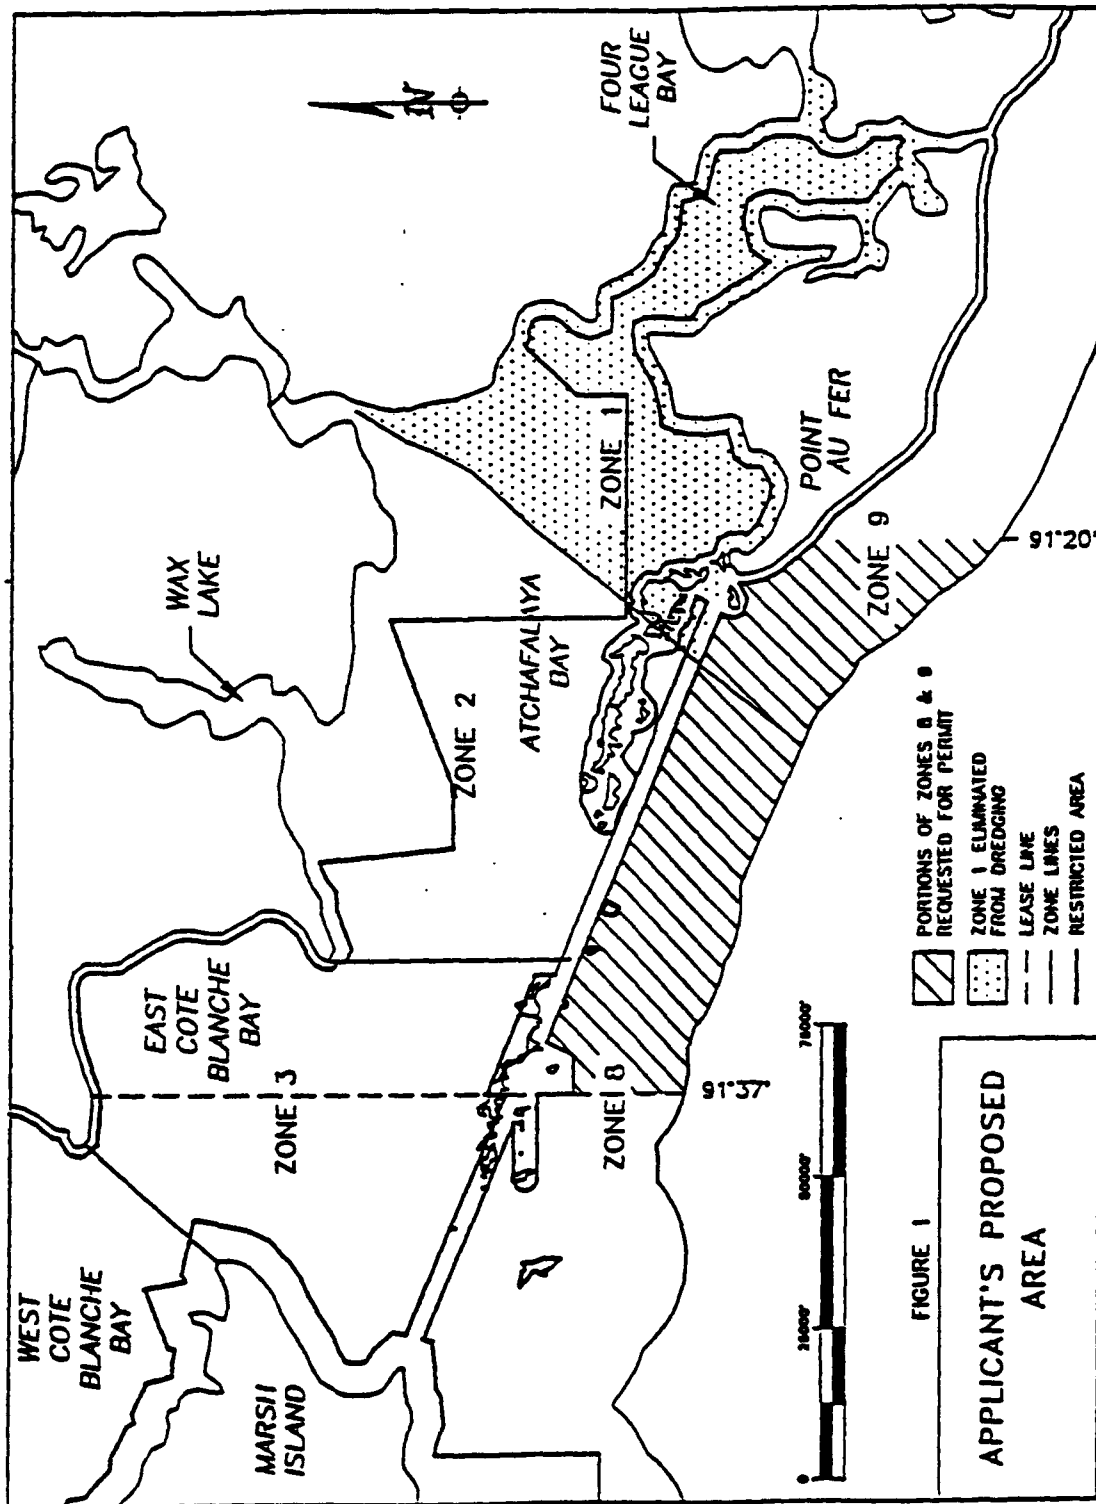 WEST
COTE
BLANCHE
BAY
MARSH
ISLAND
EAST
COTE
BLANCHE
BAY
ZONE 3
WAX
LAKE
ZONE 2
ATCHAFALAYA
BAY
ZONE 1
FOUR
LEAGUE
BAY
N
POINT
AU FER
ZONE 8
ZONE 9
91°37'
91°20'
0
50000'
PORTIONS OF ZONES 8 & 9
REQUESTED FOR PERMIT
ZONE 1 ELIMINATED
FROM DREDGING
LEASE LINE
ZONE LINES
RESTRICTED AREA
FIGURE 1
APPLICANT'S PROPOSED
AREA